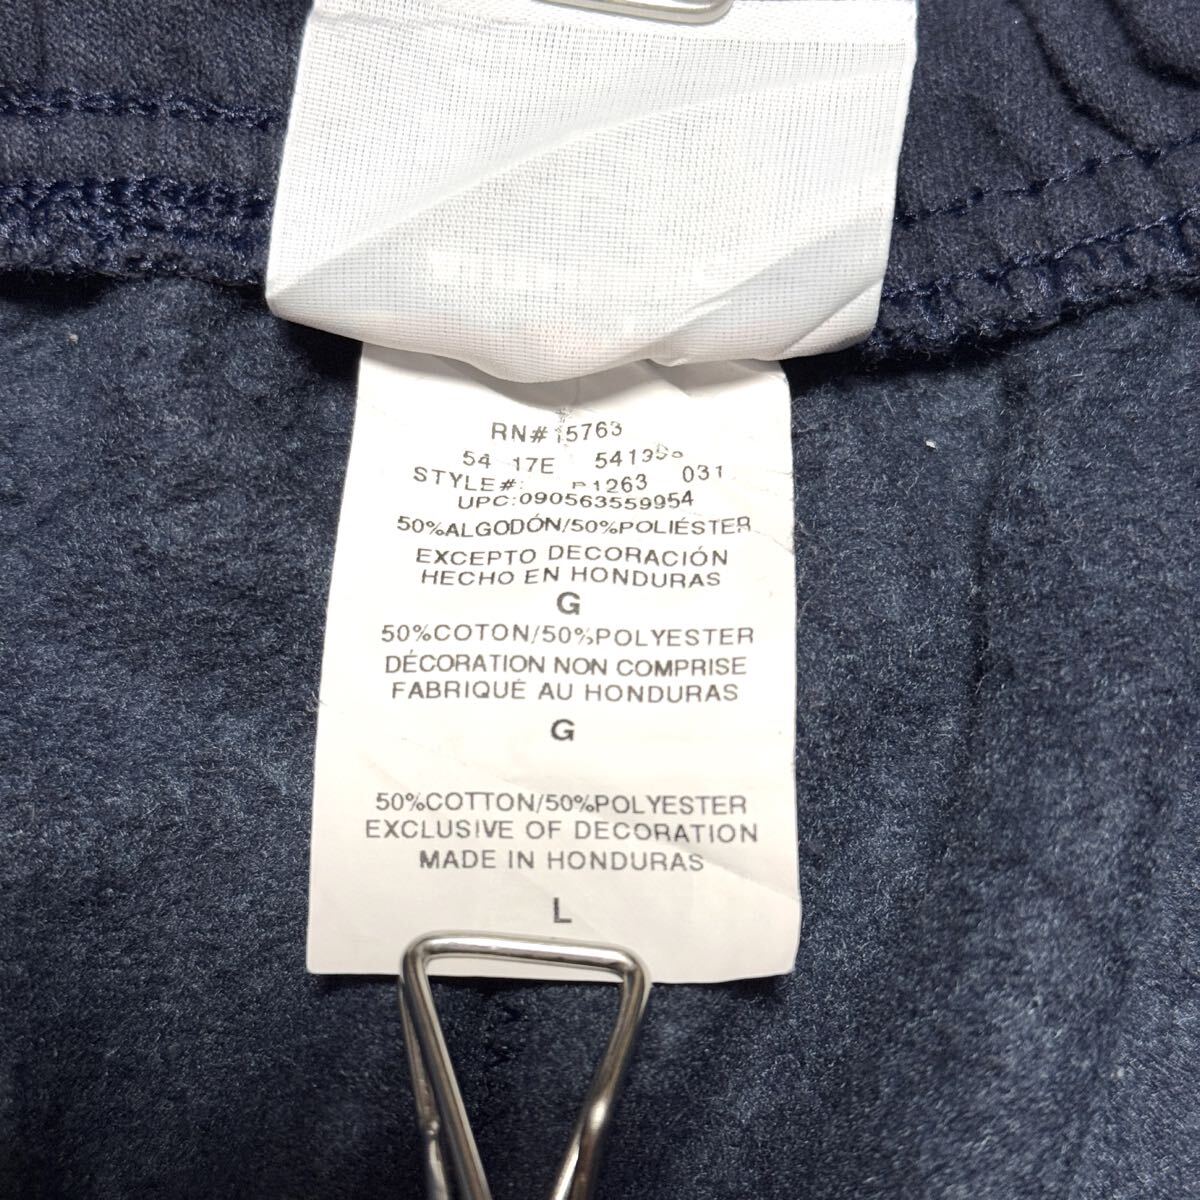 RN#15763
54 17E
STYLE#: 1263 031
UPC:090563559954
50%ALGODÓN/50%POLIÉSTER
EXCEPTO DECORACIÓN
HECHO EN HONDURAS
G
50%COTON/50%POLYESTER
DÉCORATION NON COMPRISE
FABRIQUÉ AU HONDURAS
G
50%COTTON/50%POLYESTER
EXCLUSIVE OF DECORATION
MADE IN HONDURAS
L